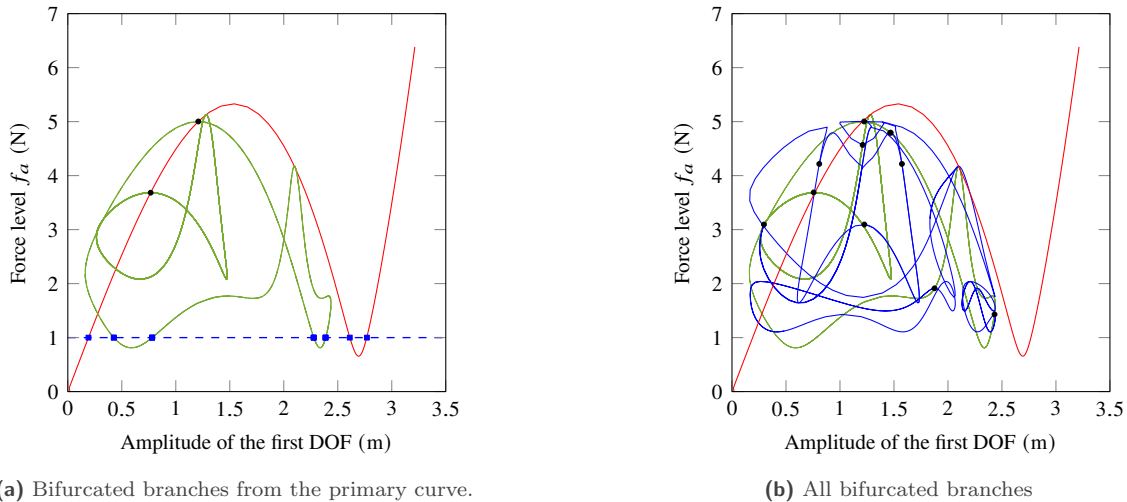 7
6
5
4
3
2
1
0
0 0.5 1 1.5 2 2.5 3 3.5
Force level fa (N)
Amplitude of the first DOF (m)
(a) Bifurcated branches from the primary curve.
7
6
5
4
3
2
1
0
0 0.5 1 1.5 2 2.5 3 3.5
Force level fa (N)
Amplitude of the first DOF (m)
(b) All bifurcated branches